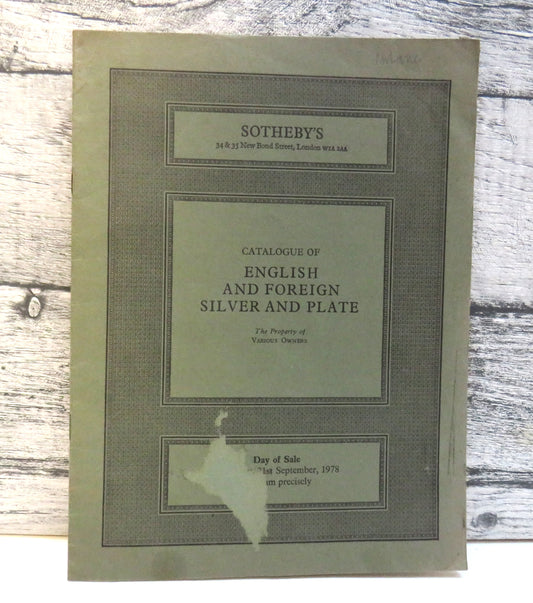 SOTHEBY'S
34 & 35 New Bond Street, London W1A 2AA
CATALOGUE OF
ENGLISH
AND FOREIGN
SILVER AND PLATE
The Property of
VARIOUS OWNERS
Day of Sale
21st September, 1978
am precisely